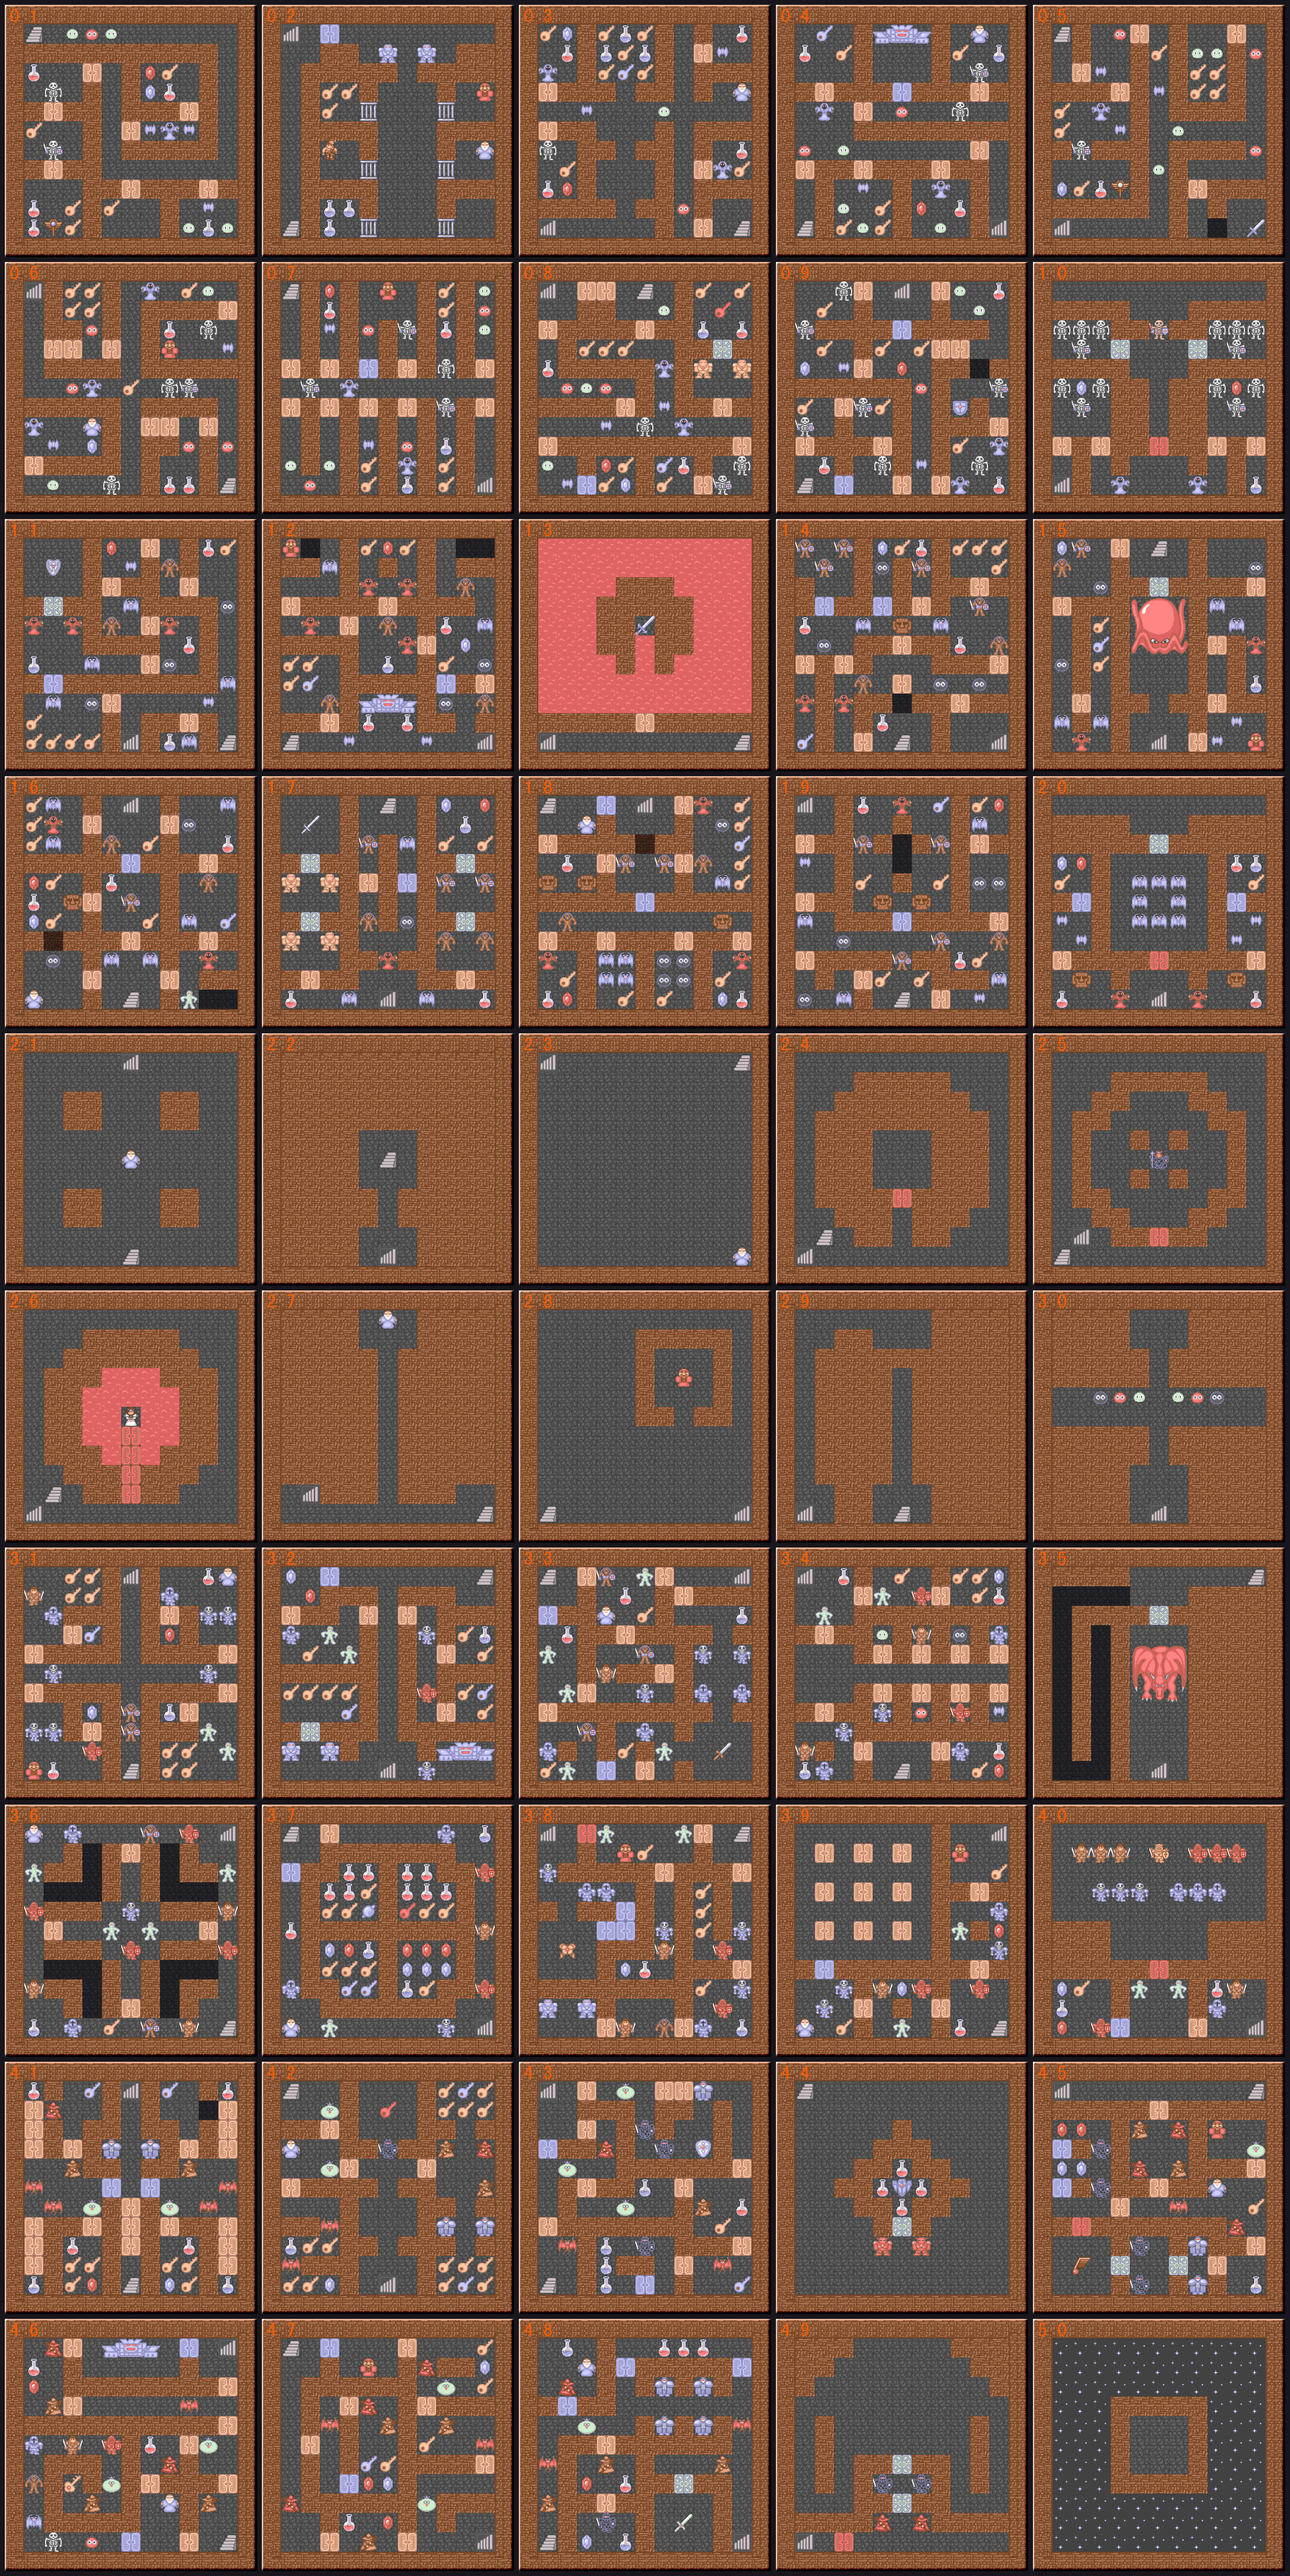 0 1 0 2 0 3 0 4 0 5
0 6 0 7 0 8 0 9 1 0
1 1 1 2 1 3 1 4 1 5
1 6 1 7 1 8 1 9 2 0
2 1 2 2 2 3 2 4 2 5
2 6 2 7 2 8 2 9 3 0
3 1 3 2 3 3 3 4 3 5
3 6 3 7 3 8 3 9 4 0
4 1 4 2 4 3 4 4 4 5
4 6 4 7 4 8 4 9 5 0